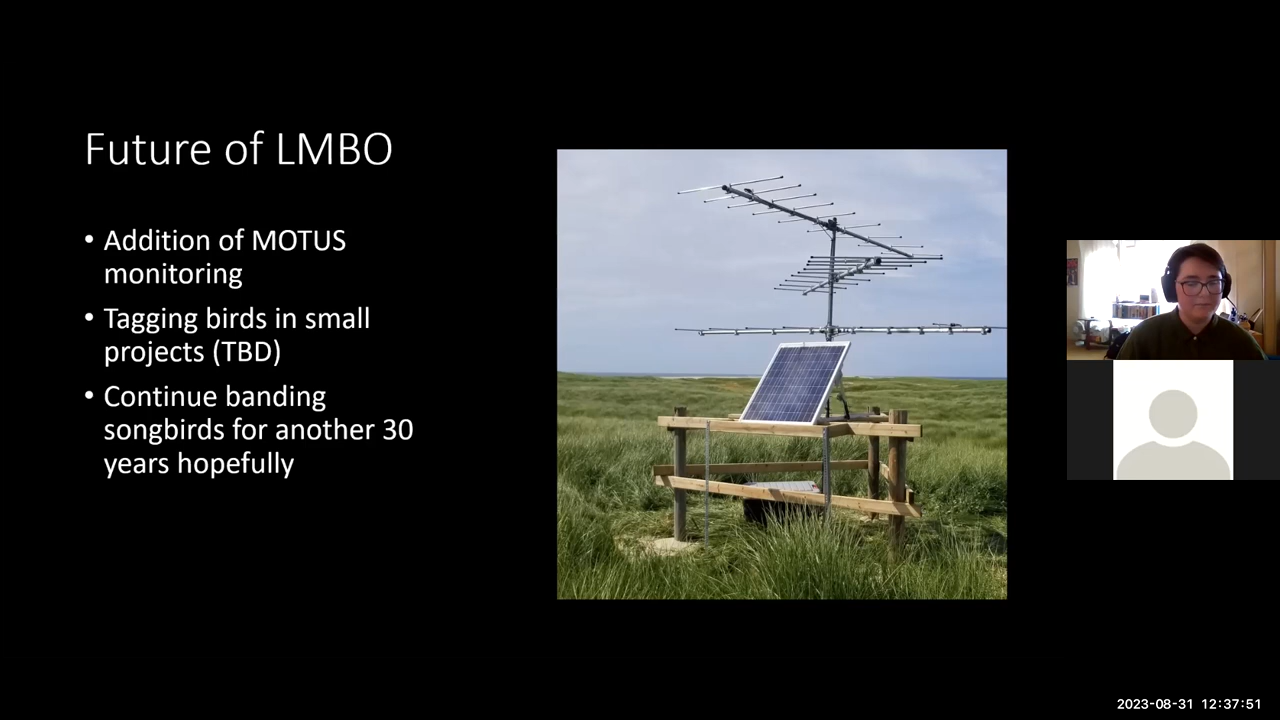 Future of LMBO
• Addition of MOTUS
monitoring
• Tagging birds in small
projects (TBD)
• Continue banding
songbirds for another 30
years hopefully
2023-08-31 12:37:51